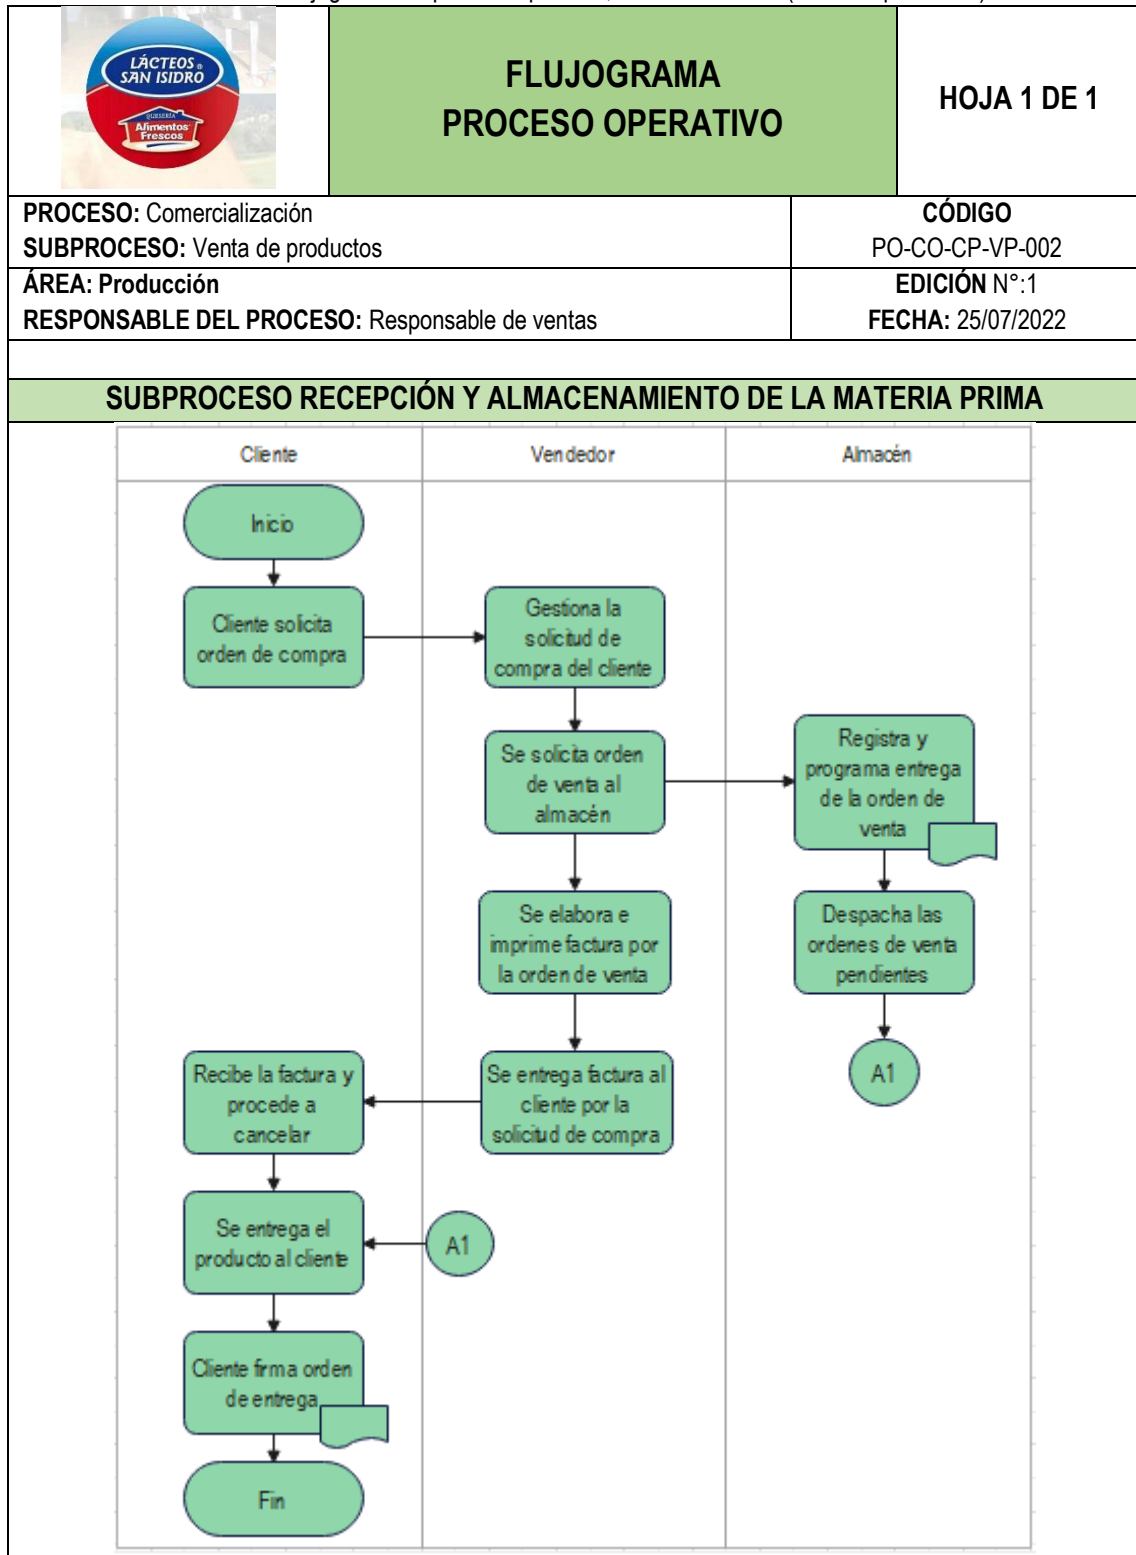 LÁCTEOS
SAN ISIDRO
QUESERÍA
Alimentos
Frescos
FLUJOGRAMA
PROCESO OPERATIVO
HOJA 1 DE 1
PROCESO: Comercialización
SUBPROCESO: Venta de productos
CÓDIGO
PO-CO-CP-VP-002
ÁREA: Producción
RESPONSABLE DEL PROCESO: Responsable de ventas
EDICIÓN N°:1
FECHA: 25/07/2022
SUBPROCESO RECEPCIÓN Y ALMACENAMIENTO DE LA MATERIA PRIMA
Cliente
Vendedor
Almacén
Inicio
Cliente solicita
orden de compra
Gestiona la
solicitud de
compra del cliente
Se solicita orden
de venta al
almacén
Registra y
programa entrega
de la orden de
venta
Se elabora e
imprime factura por
la orden de venta
Despacha las
ordenes de venta
pendientes
Recibe la factura y
procede a
cancelar
Se entrega factura al
cliente por la
solicitud de compra
A1
Se entrega el
producto al cliente
A1
Cliente firma orden
de entrega
Fin